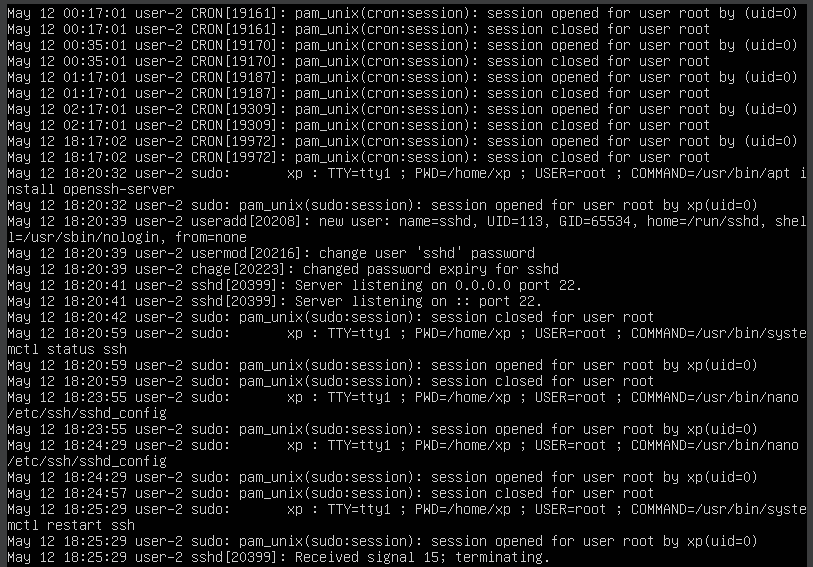 May 12 00:17:01 user-2 CRON[19161]: pam_unix(cron:session): session opened for user root by (uid=0)
May 12 00:17:01 user-2 CRON[19161]: pam_unix(cron:session): session closed for user root
May 12 00:35:01 user-2 CRON[19170]: pam_unix(cron:session): session opened for user root by (uid=0)
May 12 00:35:01 user-2 CRON[19170]: pam_unix(cron:session): session closed for user root
May 12 01:17:01 user-2 CRON[19187]: pam_unix(cron:session): session opened for user root by (uid=0)
May 12 01:17:01 user-2 CRON[19187]: pam_unix(cron:session): session closed for user root
May 12 02:17:01 user-2 CRON[19309]: pam_unix(cron:session): session opened for user root by (uid=0)
May 12 02:17:01 user-2 CRON[19309]: pam_unix(cron:session): session closed for user root
May 12 18:17:02 user-2 CRON[19972]: pam_unix(cron:session): session opened for user root by (uid=0)
May 12 18:17:02 user-2 CRON[19972]: pam_unix(cron:session): session closed for user root
May 12 18:20:32 user-2 sudo:       xp : TTY=tty1 ; PWD=/home/xp ; USER=root ; COMMAND=/usr/bin/apt i
nstall openssh-server
May 12 18:20:32 user-2 sudo: pam_unix(sudo:session): session opened for user root by xp(uid=0)
May 12 18:20:39 user-2 useradd[20208]: new user: name=sshd, UID=113, GID=65534, home=/run/sshd, shel
l=/usr/sbin/nologin, from=none
May 12 18:20:39 user-2 usermod[20216]: change user 'sshd' password
May 12 18:20:39 user-2 chage[20223]: changed password expiry for sshd
May 12 18:20:41 user-2 sshd[20399]: Server listening on 0.0.0.0 port 22.
May 12 18:20:41 user-2 sshd[20399]: Server listening on :: port 22.
May 12 18:20:42 user-2 sudo: pam_unix(sudo:session): session closed for user root
May 12 18:20:59 user-2 sudo:       xp : TTY=tty1 ; PWD=/home/xp ; USER=root ; COMMAND=/usr/bin/syste
mctl status ssh
May 12 18:20:59 user-2 sudo: pam_unix(sudo:session): session opened for user root by xp(uid=0)
May 12 18:20:59 user-2 sudo: pam_unix(sudo:session): session closed for user root
May 12 18:23:55 user-2 sudo:       xp : TTY=tty1 ; PWD=/home/xp ; USER=root ; COMMAND=/usr/bin/nano
/etc/ssh/sshd_config
May 12 18:23:55 user-2 sudo: pam_unix(sudo:session): session opened for user root by xp(uid=0)
May 12 18:24:29 user-2 sudo:       xp : TTY=tty1 ; PWD=/home/xp ; USER=root ; COMMAND=/usr/bin/nano
/etc/ssh/sshd_config
May 12 18:24:29 user-2 sudo: pam_unix(sudo:session): session opened for user root by xp(uid=0)
May 12 18:24:57 user-2 sudo: pam_unix(sudo:session): session closed for user root
May 12 18:25:29 user-2 sudo:       xp : TTY=tty1 ; PWD=/home/xp ; USER=root ; COMMAND=/usr/bin/syste
mctl restart ssh
May 12 18:25:29 user-2 sudo: pam_unix(sudo:session): session opened for user root by xp(uid=0)
May 12 18:25:29 user-2 sshd[20399]: Received signal 15; terminating.